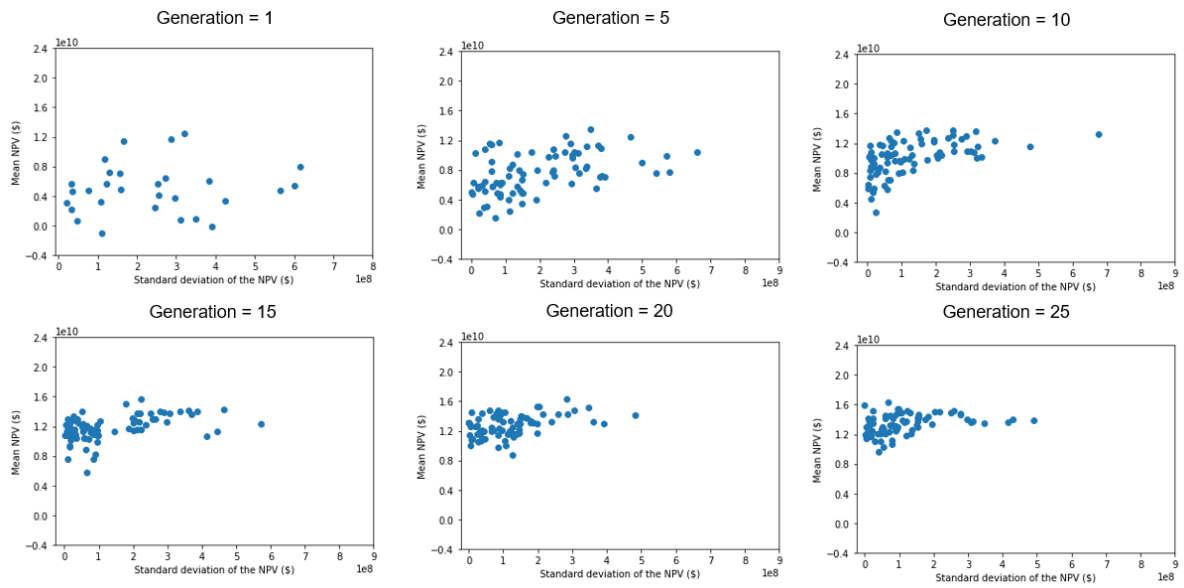 Generation = 1
1e10
2.4
2.0
1.6
1.2
0.8
0.4
0.0
−0.4
Mean NPV ($)
0 1 2 3 4 5 6 7 8
Standard deviation of the NPV ($)
1e8
Generation = 5
1e10
2.4
2.0
1.6
1.2
0.8
0.4
0.0
−0.4
Mean NPV ($)
0 1 2 3 4 5 6 7 8 9
Standard deviation of the NPV ($)
1e8
Generation = 10
1e10
2.4
2.0
1.6
1.2
0.8
0.4
0.0
−0.4
Mean NPV ($)
0 1 2 3 4 5 6 7 8 9
Standard deviation of the NPV ($)
1e8
Generation = 15
1e10
2.4
2.0
1.6
1.2
0.8
0.4
0.0
−0.4
Mean NPV ($)
0 1 2 3 4 5 6 7 8 9
Standard deviation of the NPV ($)
1e8
Generation = 20
1e10
2.4
2.0
1.6
1.2
0.8
0.4
0.0
−0.4
Mean NPV ($)
0 1 2 3 4 5 6 7 8 9
Standard deviation of the NPV ($)
1e8
Generation = 25
1e10
2.4
2.0
1.6
1.2
0.8
0.4
0.0
−0.4
Mean NPV ($)
0 1 2 3 4 5 6 7 8 9
Standard deviation of the NPV ($)
1e8